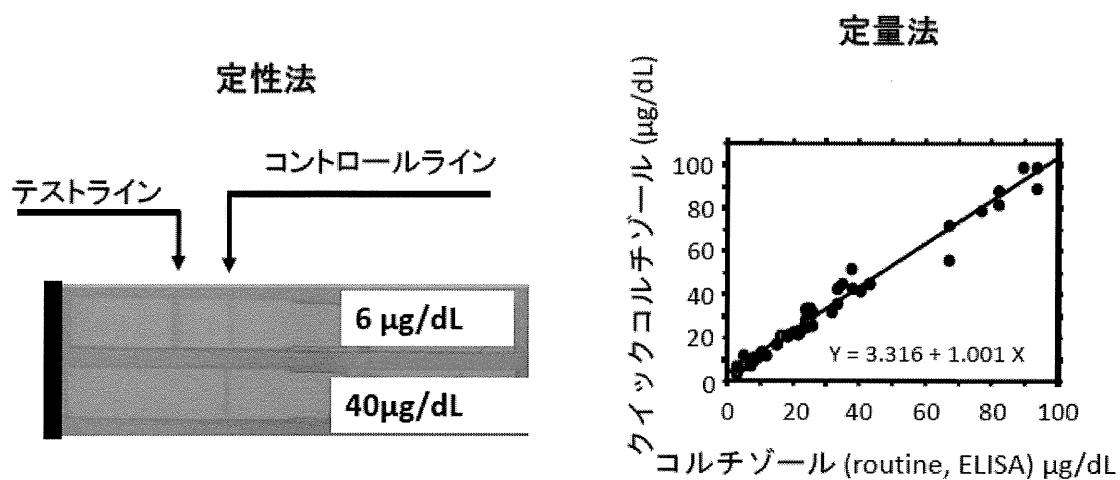 定性法
コントロールライン
テストライン
6 µg/dL
40µg/dL
定量法
クイックコルチゾール (µg/dL)
100
80
60
40
20
0
Y = 3.316 + 1.001 X
0 20 40 60 80 100
コルチゾール (routine, ELISA) µg/dL